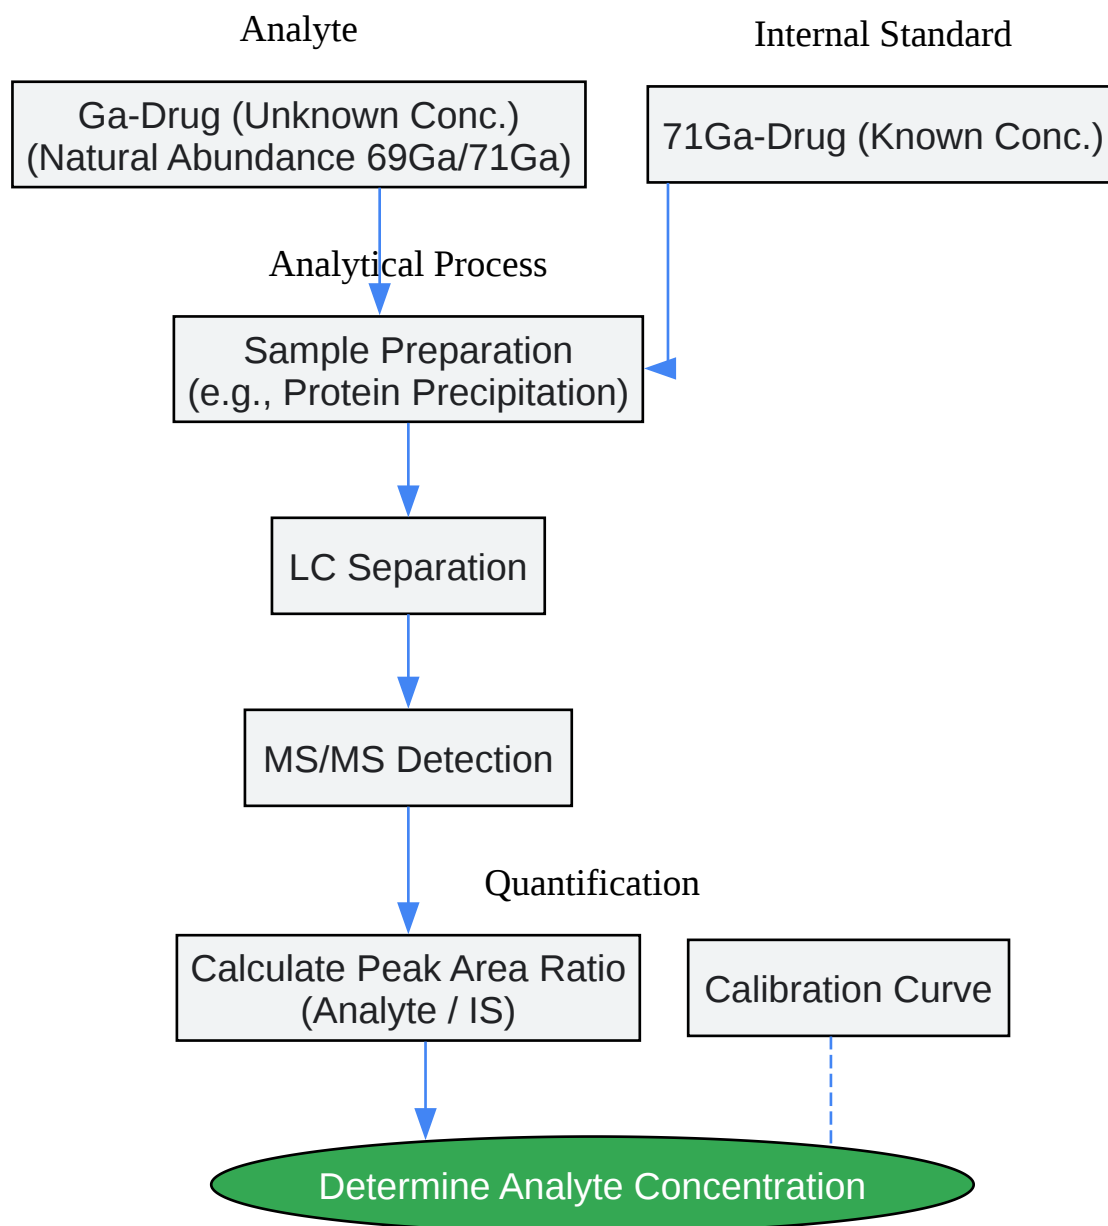 Analyte
Internal Standard
Ga-Drug (Unknown Conc.)
(Natural Abundance 69Ga/71Ga)
71Ga-Drug (Known Conc.)
Analytical Process
Sample Preparation
(e.g., Protein Precipitation)
LC Separation
MS/MS Detection
Quantification
Calculate Peak Area Ratio
(Analyte / IS)
Calibration Curve
Determine Analyte Concentration